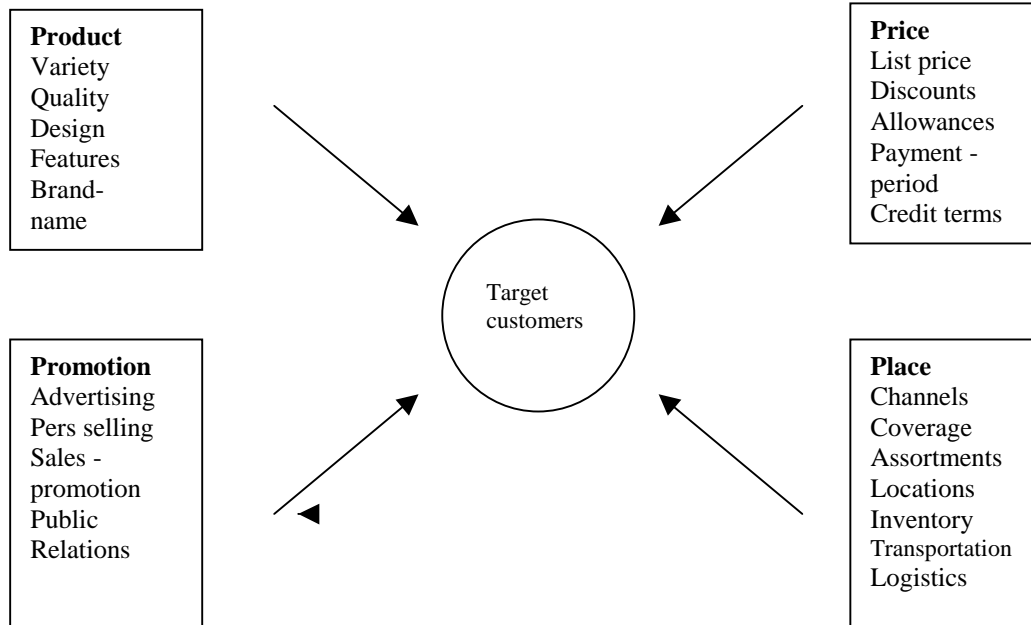 Product
Variety
Quality
Design
Features
Brand-
name
Price
List price
Discounts
Allowances
Payment -
period
Credit terms
Target
customers
Promotion
Advertising
Pers selling
Sales -
promotion
Public
Relations
Place
Channels
Coverage
Assortments
Locations
Inventory
Transportation
Logistics